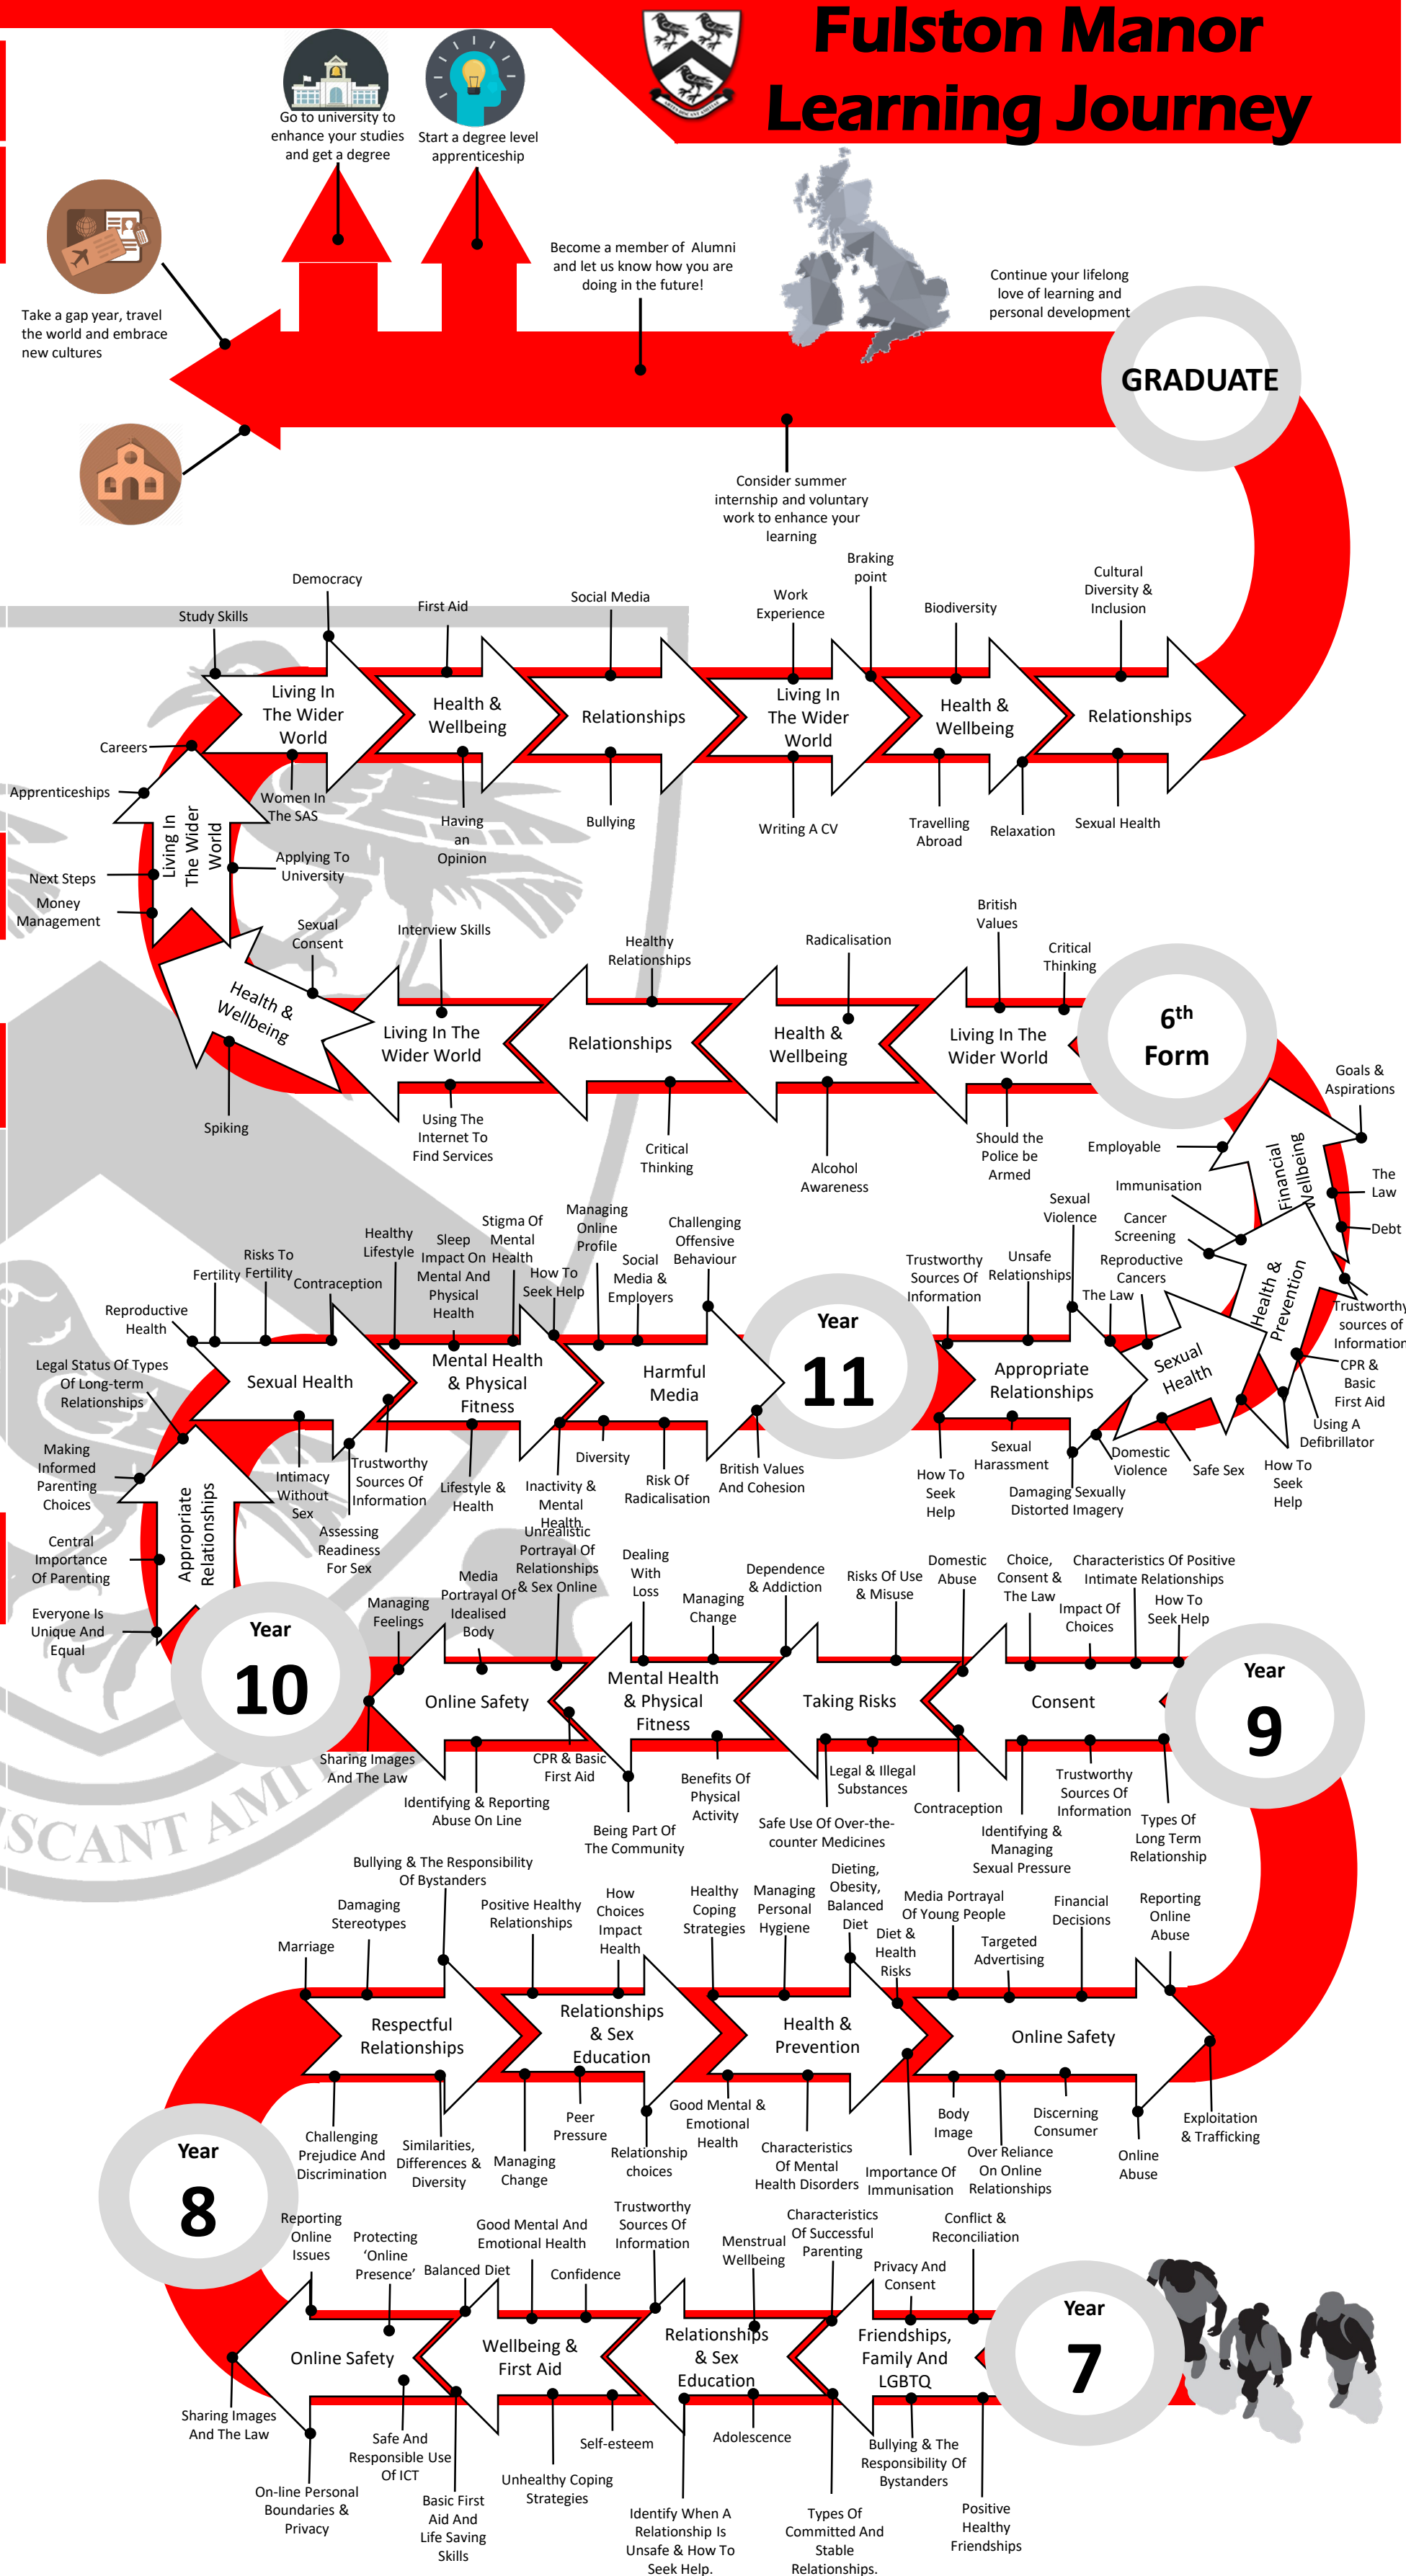 Fulston Manor
Learning Journey
Go to university to
enhance your studies
and get a degree
Start a degree level
apprenticeship
Take a gap year, travel
the world and embrace
new cultures
Become a member of Alumni
and let us know how you are
doing in the future!
Continue your lifelong
love of learning and
personal development
GRADUATE
Consider summer
internship and voluntary
work to enhance your
learning
Study Skills
Democracy
First Aid
Social Media
Work
Experience
Braking
point
Biodiversity
Cultural
Diversity &
Inclusion
Living In
The Wider
World
Health &
Wellbeing
Relationships
Living In
The Wider
World
Health &
Wellbeing
Relationships
Women In
The SAS
Having
an
Opinion
Bullying
Writing A CV
Travelling
Abroad
Relaxation
Sexual Health
Careers
Apprenticeships
Next Steps
Money
Management
Living In
The Wider
World
Applying To
University
Sexual
Consent
Interview Skills
Healthy
Relationships
Radicalisation
British
Values
Critical
Thinking
Health &
Wellbeing
Living In The
Wider World
Relationships
Health &
Wellbeing
Living In The
Wider World
6th
Form
Spiking
Using The
Internet To
Find Services
Critical
Thinking
Alcohol
Awareness
Should the
Police be
Armed
Goals &
Aspirations
Employable
Financial
Wellbeing
The
Law
Debt
Immunisation
Cancer
Screening
Reproductive
Cancers
The Law
Health &
Prevention
Trustworthy
sources of
Information
CPR &
Basic
First Aid
Using A
Defibrillator
How To
Seek
Help
Sexual
Health
Safe Sex
Domestic
Violence
Sexual
Violence
Unsafe
Relationships
Trustworthy
Sources Of
Information
Appropriate
Relationships
How To
Seek
Help
Sexual
Harassment
Damaging Sexually
Distorted Imagery
Year
11
Reproductive
Health
Fertility
Risks To
Fertility
Contraception
Healthy
Lifestyle
Sleep
Impact On
Mental And
Physical
Health
Stigma Of
Mental
Health
How To
Seek Help
Managing
Online
Profile
Social
Media &
Employers
Challenging
Offensive
Behaviour
Sexual Health
Mental Health
& Physical
Fitness
Harmful
Media
Intimacy
Without
Sex
Assessing
Readiness
For Sex
Trustworthy
Sources Of
Information
Lifestyle &
Health
Inactivity &
Mental
Health
Diversity
Risk Of
Radicalisation
British Values
And Cohesion
Legal Status Of Types
Of Long-term
Relationships
Making
Informed
Parenting
Choices
Central
Importance
Of Parenting
Everyone Is
Unique And
Equal
Appropriate
Relationships
Year
10
Managing
Feelings
Media
Portrayal Of
Idealised
Body
Unrealistic
Portrayal Of
Relationships
& Sex Online
Dealing
With
Loss
Managing
Change
Dependence
& Addiction
Risks Of Use
& Misuse
Domestic
Abuse
Choice,
Consent &
The Law
Impact Of
Choices
Characteristics Of Positive
Intimate Relationships
How To
Seek Help
Online Safety
Mental Health
& Physical
Fitness
Taking Risks
Consent
Year
9
Sharing Images
And The Law
Identifying & Reporting
Abuse On Line
CPR & Basic
First Aid
Being Part Of
The Community
Benefits Of
Physical
Activity
Safe Use Of Over-the-
counter Medicines
Legal & Illegal
Substances
Contraception
Identifying &
Managing
Sexual Pressure
Trustworthy
Sources Of
Information
Types Of
Long Term
Relationship
SCANT AMI
Marriage
Damaging
Stereotypes
Bullying & The Responsibility
Of Bystanders
Positive Healthy
Relationships
How
Choices
Impact
Health
Healthy
Coping
Strategies
Managing
Personal
Hygiene
Dieting,
Obesity,
Balanced
Diet
Diet &
Health
Risks
Media Portrayal
Of Young People
Targeted
Advertising
Financial
Decisions
Reporting
Online
Abuse
Respectful
Relationships
Relationships
& Sex
Education
Health &
Prevention
Online Safety
Challenging
Prejudice And
Discrimination
Similarities,
Differences &
Diversity
Managing
Change
Peer
Pressure
Relationship
choices
Good Mental &
Emotional
Health
Characteristics
Of Mental
Health Disorders
Importance Of
Immunisation
Body
Image
Over Reliance
On Online
Relationships
Discerning
Consumer
Online
Abuse
Exploitation
& Trafficking
Year
8
Reporting
Online
Issues
Protecting
‘Online
Presence’
Balanced Diet
Good Mental And
Emotional Health
Confidence
Trustworthy
Sources Of
Information
Menstrual
Wellbeing
Characteristics
Of Successful
Parenting
Privacy And
Consent
Conflict &
Reconciliation
Online Safety
Wellbeing &
First Aid
Relationships
& Sex
Education
Friendships,
Family And
LGBTQ
Year
7
Sharing Images
And The Law
On-line Personal
Boundaries &
Privacy
Safe And
Responsible Use
Of ICT
Basic First
Aid And
Life Saving
Skills
Unhealthy Coping
Strategies
Self-esteem
Identify When A
Relationship Is
Unsafe & How To
Seek Help.
Adolescence
Types Of
Committed And
Stable
Relationships.
Bullying & The
Responsibility Of
Bystanders
Positive
Healthy
Friendships